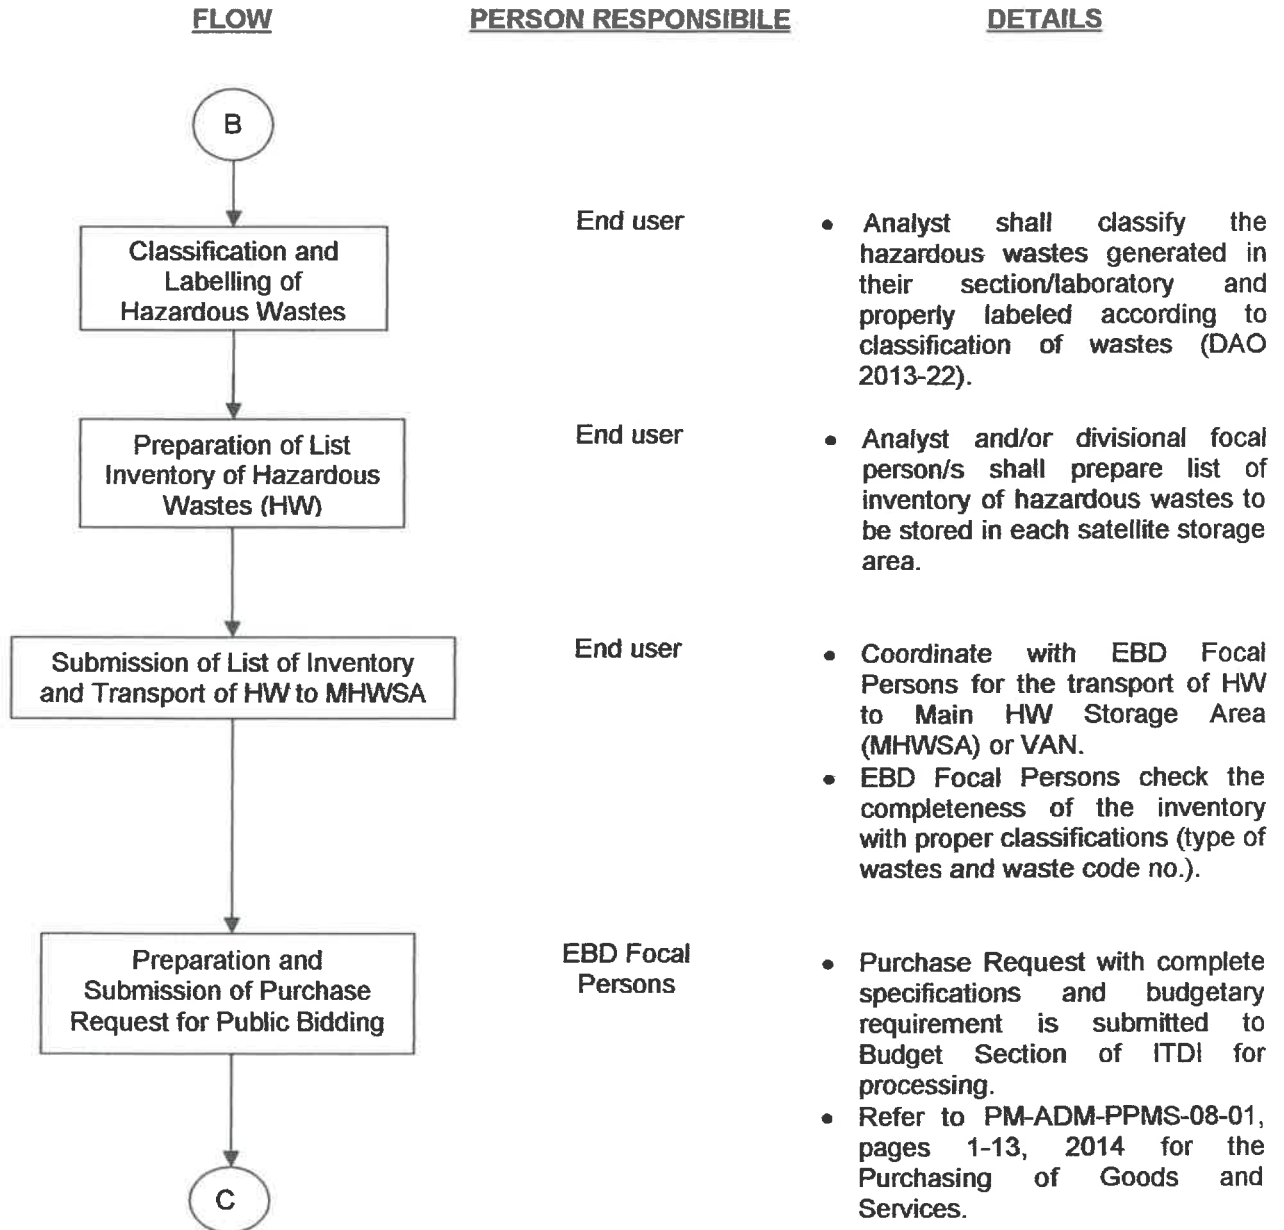 FLOW
PERSON RESPONSIBILE
DETAILS
B
Classification and
Labelling of
Hazardous Wastes
End user
• Analyst shall classify the
hazardous wastes generated in
their section/laboratory and
properly labeled according to
classification of wastes (DAO
2013-22).
Preparation of List
Inventory of Hazardous
Wastes (HW)
End user
• Analyst and/or divisional focal
person/s shall prepare list of
inventory of hazardous wastes to
be stored in each satellite storage
area.
Submission of List of Inventory
and Transport of HW to MHWSA
End user
• Coordinate with EBD Focal
Persons for the transport of HW
to Main HW Storage Area
(MHWSA) or VAN.
• EBD Focal Persons check the
completeness of the inventory
with proper classifications (type of
wastes and waste code no.).
Preparation and
Submission of Purchase
Request for Public Bidding
EBD Focal
Persons
• Purchase Request with complete
specifications and budgetary
requirement is submitted to
Budget Section of ITDI for
processing.
• Refer to PM-ADM-PPMS-08-01,
pages 1-13, 2014 for the
Purchasing of Goods and
Services.
C